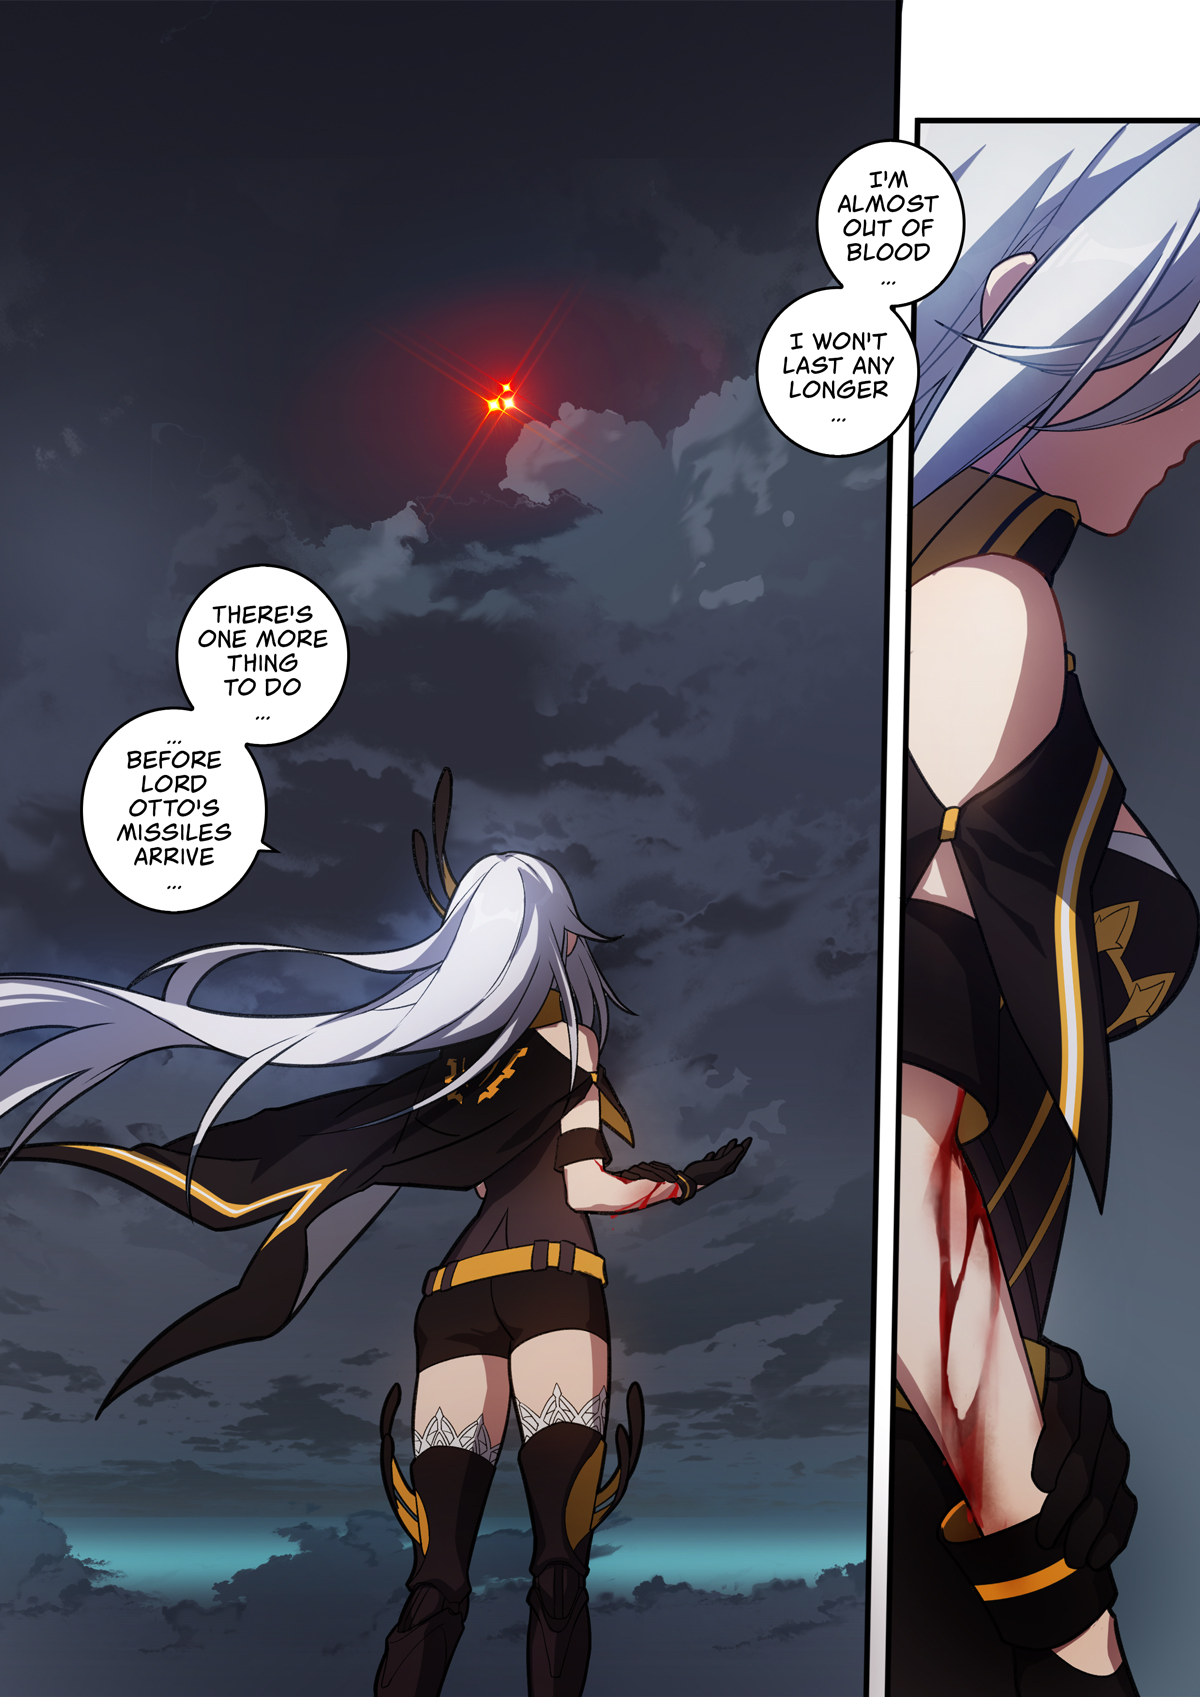 I'M
ALMOST
OUT OF
BLOOD
...
I WON'T
LAST ANY
LONGER
...
THERE'S
ONE MORE
THING
TO DO
...
...
BEFORE
LORD
OTTO'S
MISSILES
ARRIVE
...